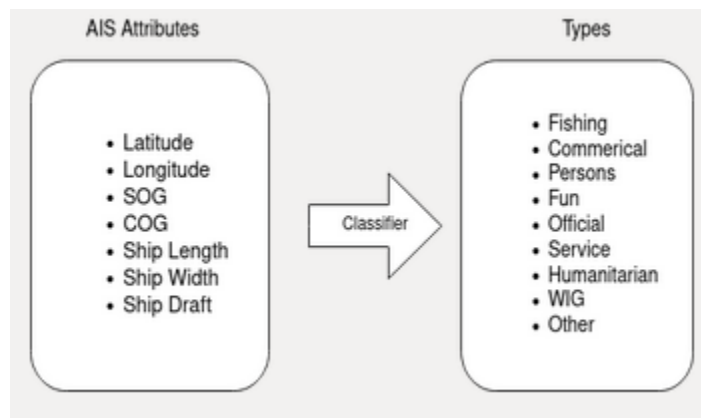 AIS Attributes
• Latitude
• Longitude
• SOG
• COG
• Ship Length
• Ship Width
• Ship Draft
Classifier
Types
• Fishing
• Commerical
• Persons
• Fun
• Official
• Service
• Humanitarian
• WIG
• Other